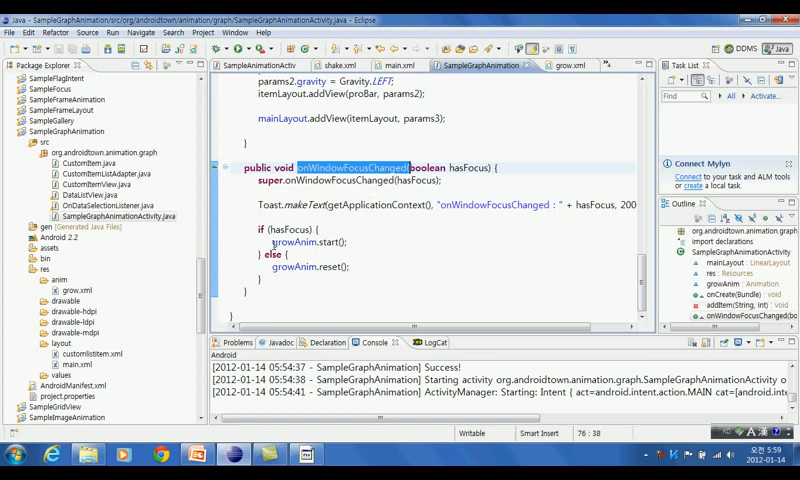 Java - SampleGraphAnimation/src/org/androidtown/animation/graph/SampleGraphAnimationActivity.java - Eclipse
File Edit Refactor Source Navigate Search Project Run Window Help
DDMS Java
Package Explorer
SampleFlagIntent
SampleFocus
SampleFrameAnimation
SampleFrameLayout
SampleGallery
SampleGraphAnimation
src
org.androidtown.animation.graph
CustomItem.java
CustomItemListAdapter.java
CustomItemView.java
DataListView.java
OnDataSelectionListener.java
SampleGraphAnimationActivity.java
gen [Generated Java Files]
Android 2.2
assets
bin
res
anim
grow.xml
drawable
drawable-hdpi
drawable-ldpi
drawable-mdpi
layout
customlistitem.xml
main.xml
values
AndroidManifest.xml
project.properties
SampleGridView
SampleImageAnimation
SampleAnimationActiv shake.xml main.xml SampleGraphAnimation grow.xml
params2.gravity = Gravity.LEFT;
itemLayout.addView(proBar, params2);
mainLayout.addView(itemLayout, params3);
}
public void onWindowFocusChanged(boolean hasFocus) {
super.onWindowFocusChanged(hasFocus);
Toast.makeText(getApplicationContext(), "onWindowFocusChanged : " + hasFocus, 200
if (hasFocus) {
growAnim.start();
} else {
growAnim.reset();
}
}
}
Task List
Find All Activate...
Connect Mylyn
Connect to your task and ALM tools
or create a local task.
Outline
org.androidtown.animation.graph
import declarations
SampleGraphAnimationActivity
mainLayout : LinearLayout
res : Resources
growAnim : Animation
onCreate(Bundle) : void
addItem(String, int) : void
onWindowFocusChanged(bo
Problems Javadoc Declaration Console LogCat
Android
[2012-01-14 05:54:37 - SampleGraphAnimation] Success!
[2012-01-14 05:54:38 - SampleGraphAnimation] Starting activity org.androidtown.animation.graph.SampleGraphAnimationActivity o
[2012-01-14 05:54:41 - SampleGraphAnimation] ActivityManager: Starting: Intent { act=android.intent.action.MAIN cat=[android.int
Writable Smart Insert 76 : 38
A 漢
오전 5:59
2012-01-14